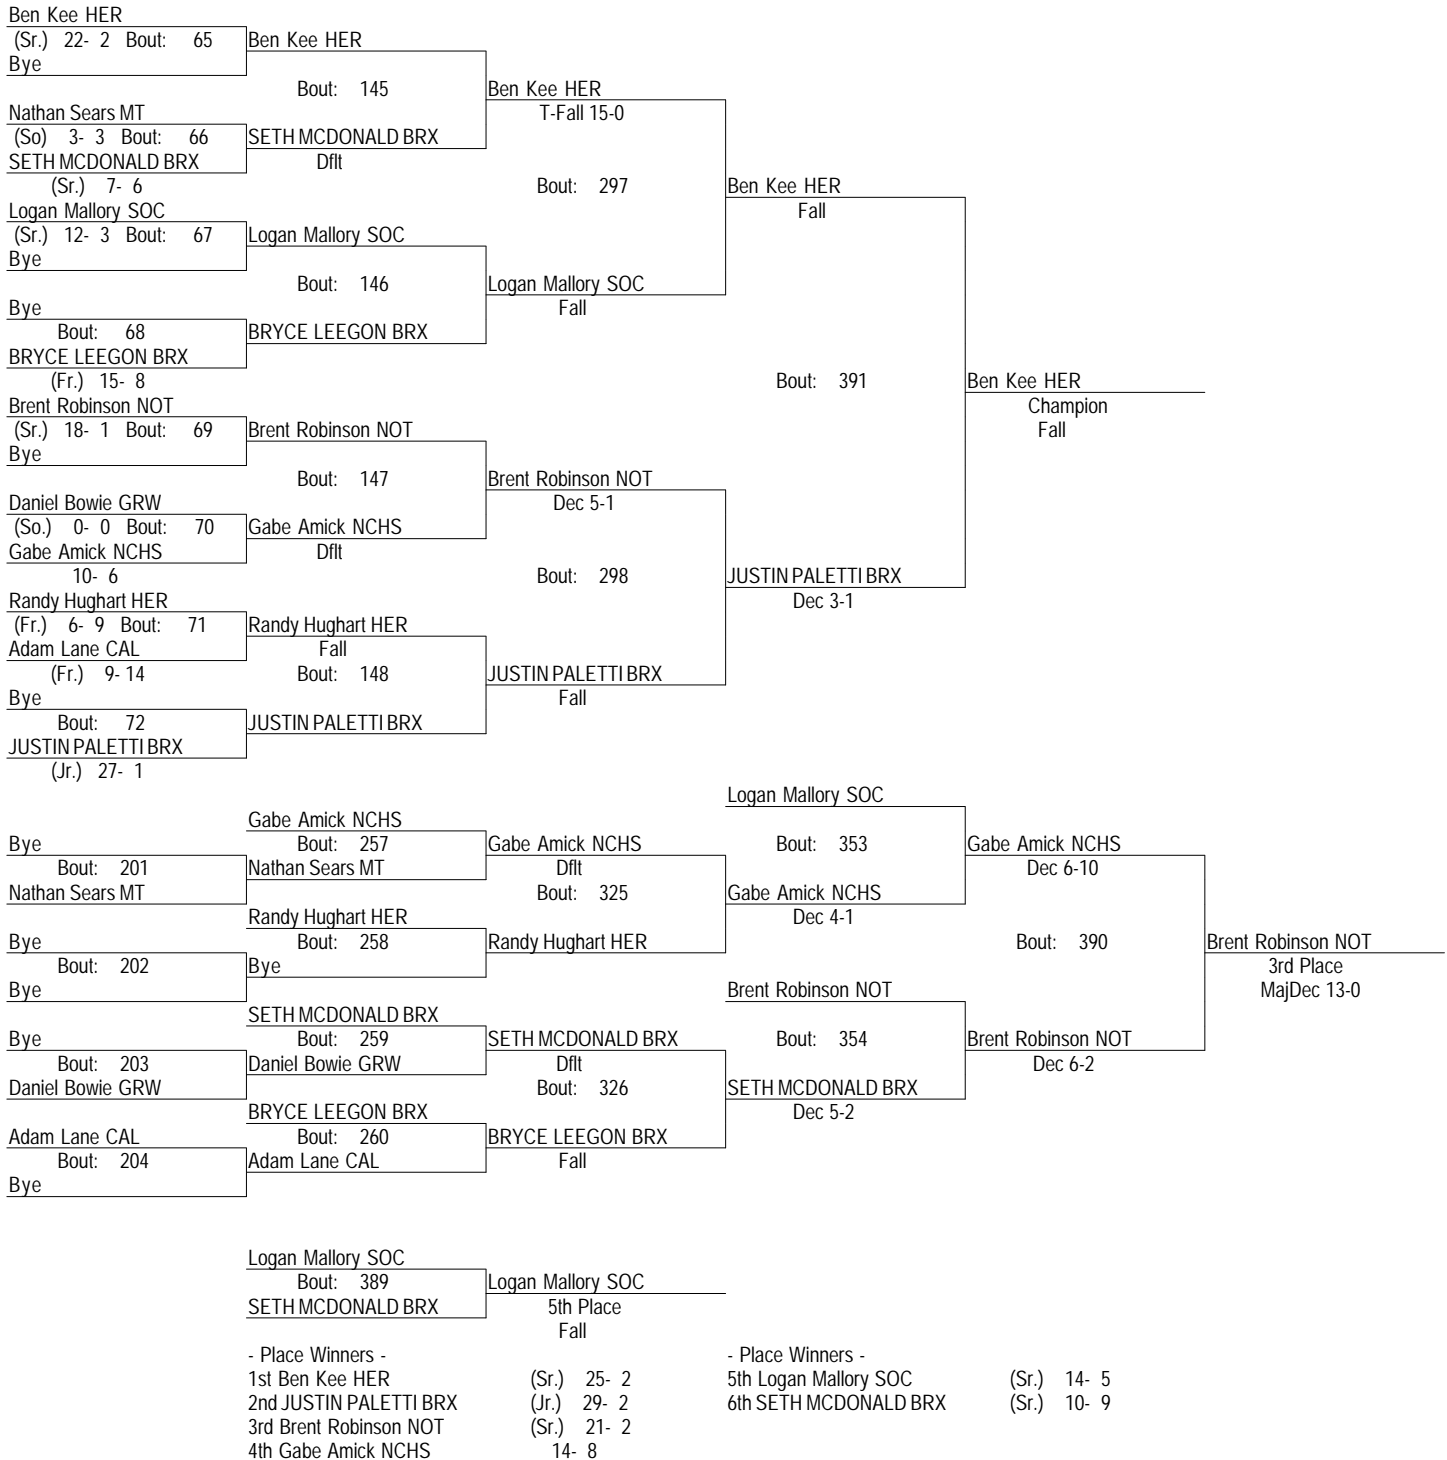 Ben Kee HER
(Sr.) 22- 2 Bout: 65 Ben Kee HER
Bye
Bout: 145 Ben Kee HER
Nathan Sears MT T-Fall 15-0
(So) 3- 3 Bout: 66 SETH MCDONALD BRX
SETH MCDONALD BRX Dflt
(Sr.) 7- 6 Bout: 297 Ben Kee HER
Logan Mallory SOC Fall
(Sr.) 12- 3 Bout: 67 Logan Mallory SOC
Bye
Bout: 146 Logan Mallory SOC
Bye Fall
Bout: 68 BRYCE LEEGON BRX
BRYCE LEEGON BRX
(Fr.) 15- 8 Bout: 391 Ben Kee HER
Brent Robinson NOT Champion
(Sr.) 18- 1 Bout: 69 Brent Robinson NOT Fall
Bye
Bout: 147 Brent Robinson NOT
Daniel Bowie GRW Dec 5-1
(So.) 0- 0 Bout: 70 Gabe Amick NCHS
Gabe Amick NCHS Dflt
10- 6 Bout: 298 JUSTIN PALETTI BRX
Randy Hughart HER Dec 3-1
(Fr.) 6- 9 Bout: 71 Randy Hughart HER
Adam Lane CAL Fall
(Fr.) 9- 14 Bout: 148 JUSTIN PALETTI BRX
Bye Fall
Bout: 72 JUSTIN PALETTI BRX
JUSTIN PALETTI BRX
(Jr.) 27- 1
Logan Mallory SOC
Gabe Amick NCHS
Bye Bout: 257 Gabe Amick NCHS Bout: 353 Gabe Amick NCHS
Bout: 201 Nathan Sears MT Dflt Dec 6-10
Nathan Sears MT Bout: 325 Gabe Amick NCHS
Randy Hughart HER Dec 4-1
Bye Bout: 258 Randy Hughart HER Bout: 390 Brent Robinson NOT
Bout: 202 Bye 3rd Place
Bye Brent Robinson NOT MajDec 13-0
SETH MCDONALD BRX
Bye Bout: 259 SETH MCDONALD BRX Bout: 354 Brent Robinson NOT
Bout: 203 Daniel Bowie GRW Dflt Dec 6-2
Daniel Bowie GRW Bout: 326 SETH MCDONALD BRX
BRYCE LEEGON BRX Dec 5-2
Adam Lane CAL Bout: 260 BRYCE LEEGON BRX
Bout: 204 Adam Lane CAL Fall
Bye
Logan Mallory SOC
Bout: 389 Logan Mallory SOC
SETH MCDONALD BRX 5th Place
Fall
- Place Winners - - Place Winners -
1st Ben Kee HER (Sr.) 25- 2 5th Logan Mallory SOC (Sr.) 14- 5
2nd JUSTIN PALETTI BRX (Jr.) 29- 2 6th SETH MCDONALD BRX (Sr.) 10- 9
3rd Brent Robinson NOT (Sr.) 21- 2
4th Gabe Amick NCHS 14- 8